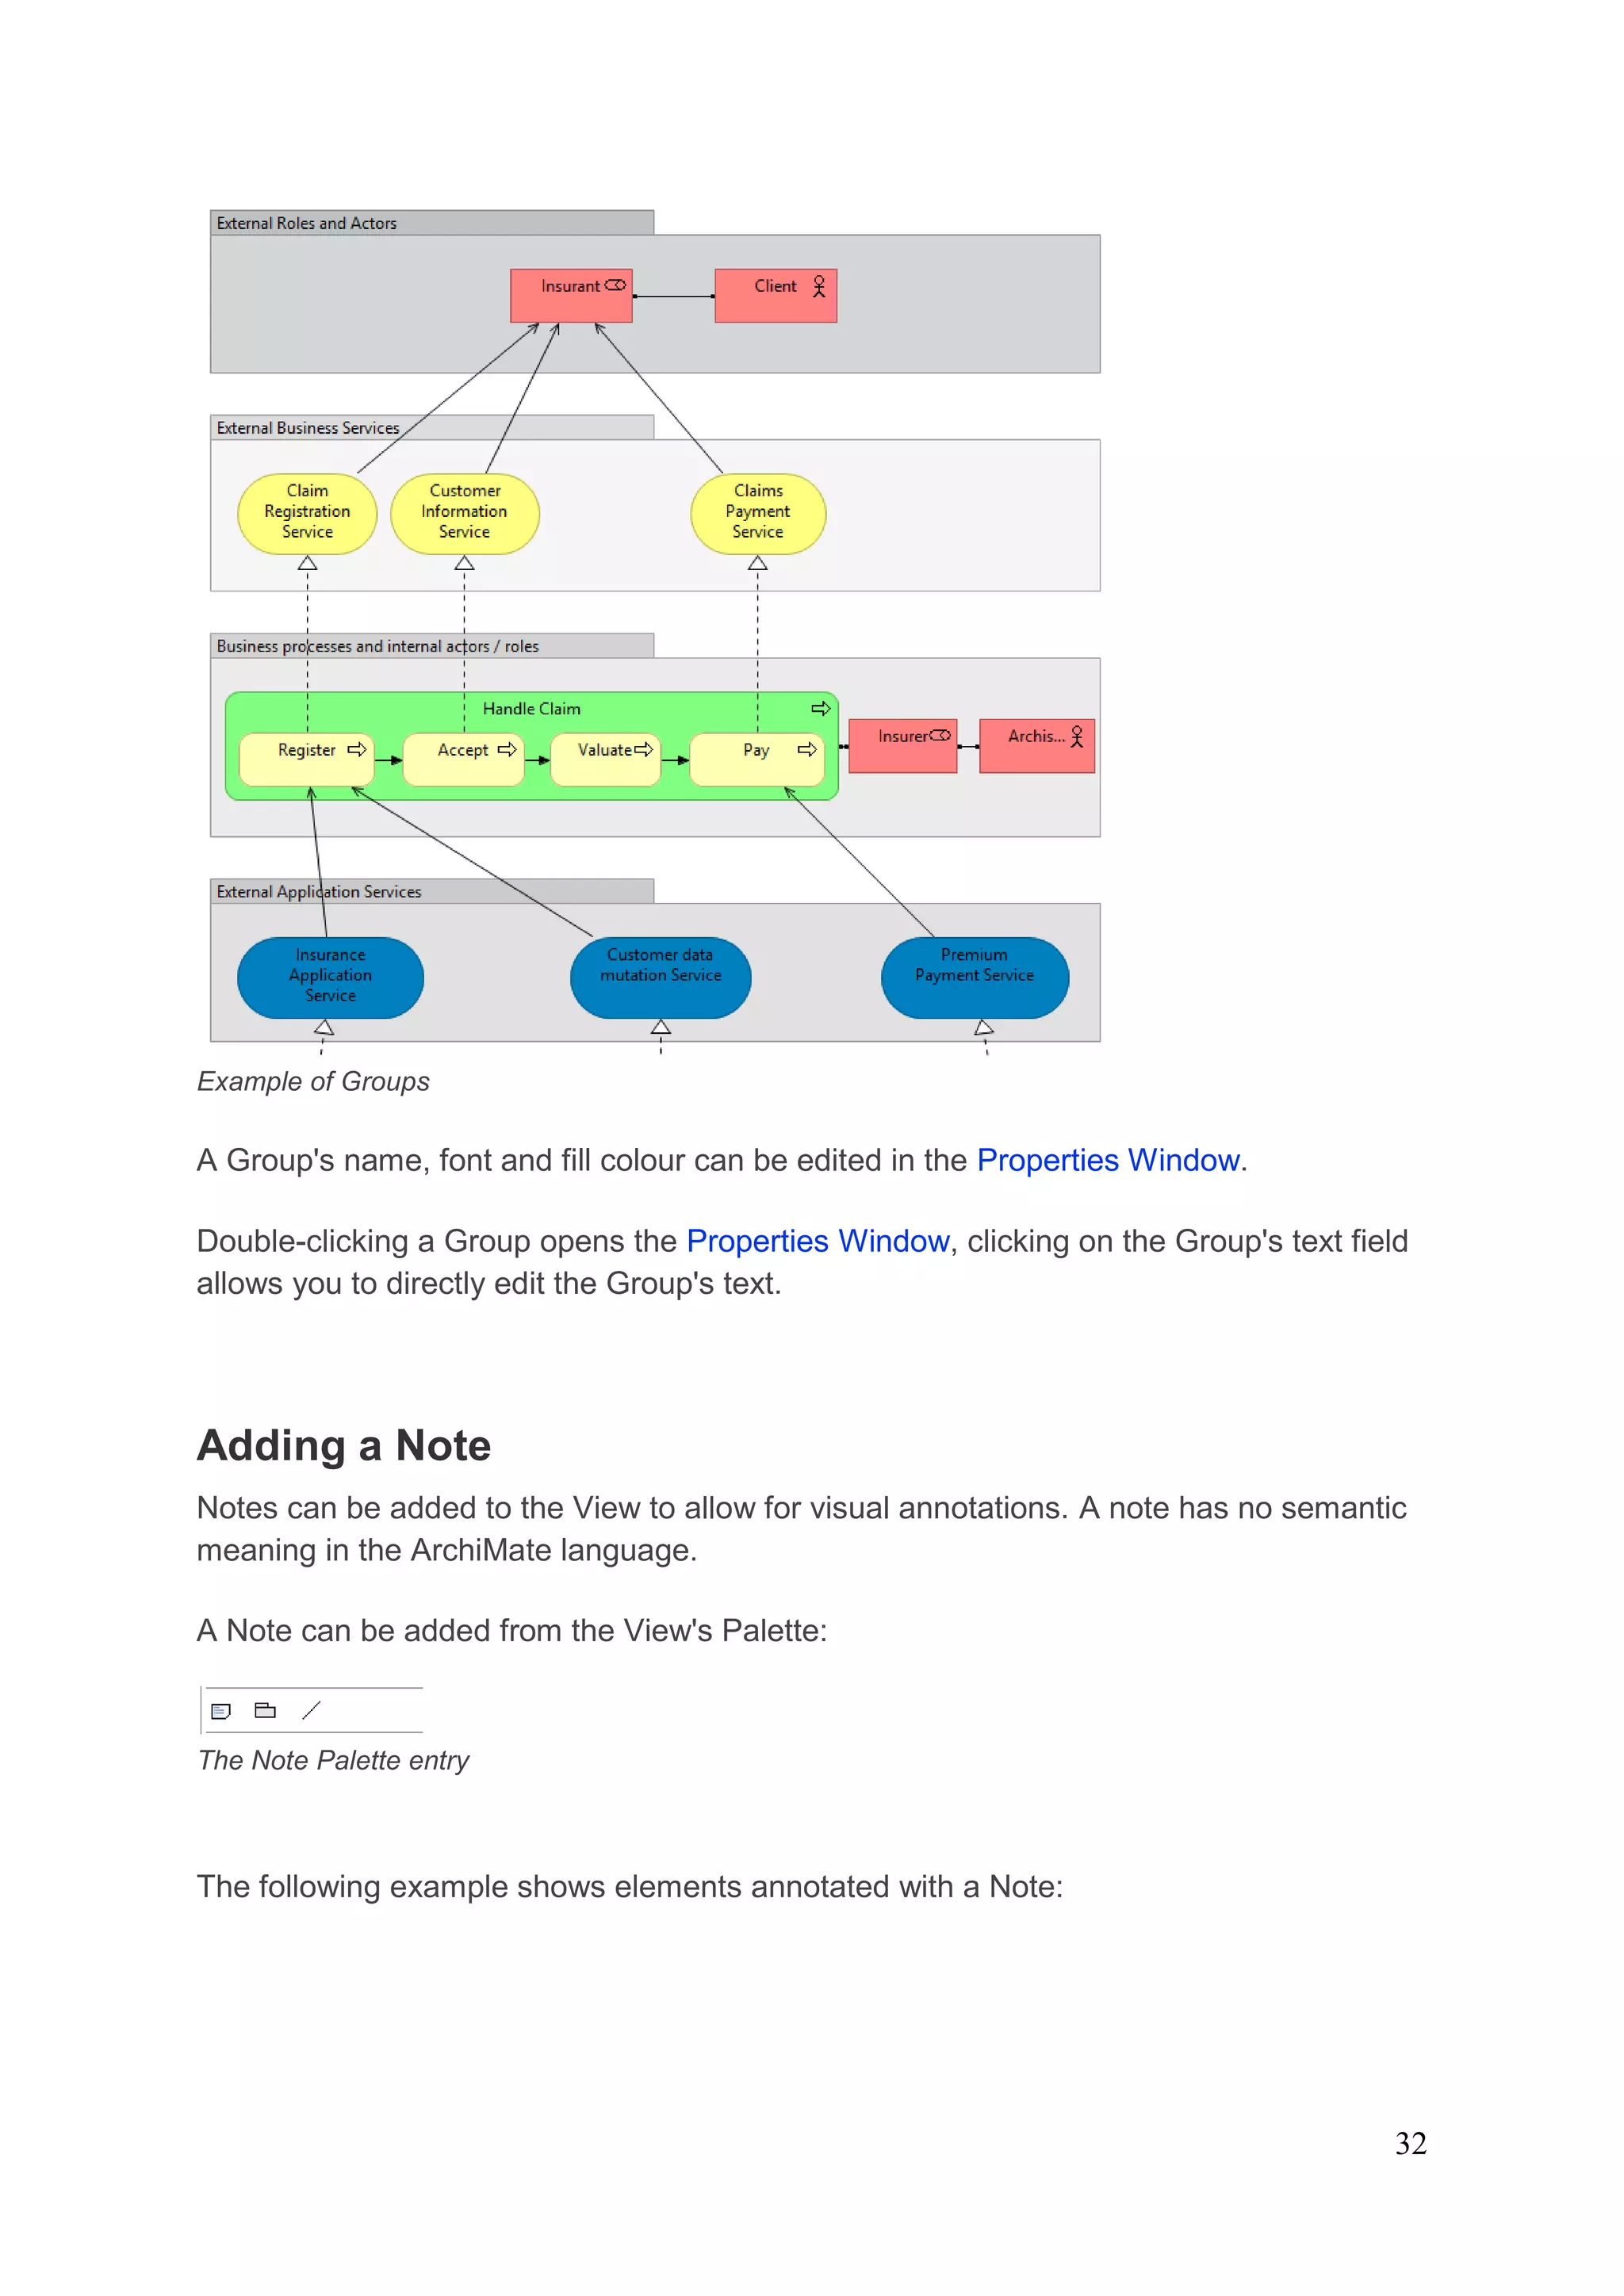 External Roles and Actors
Insurant
Client
External Business Services
Claim
Registration
Service
Customer
Information
Service
Claims
Payment
Service
Business processes and internal actors / roles
Handle Claim
Register
Accept
Valuate
Pay
Insurer
Archis...
External Application Services
Insurance
Application
Service
Customer data
mutation Service
Premium
Payment Service
Example of Groups
A Group's name, font and fill colour can be edited in the Properties Window.
Double-clicking a Group opens the Properties Window, clicking on the Group's text field
allows you to directly edit the Group's text.
Adding a Note
Notes can be added to the View to allow for visual annotations. A note has no semantic
meaning in the ArchiMate language.
A Note can be added from the View's Palette:
The Note Palette entry
The following example shows elements annotated with a Note:
32